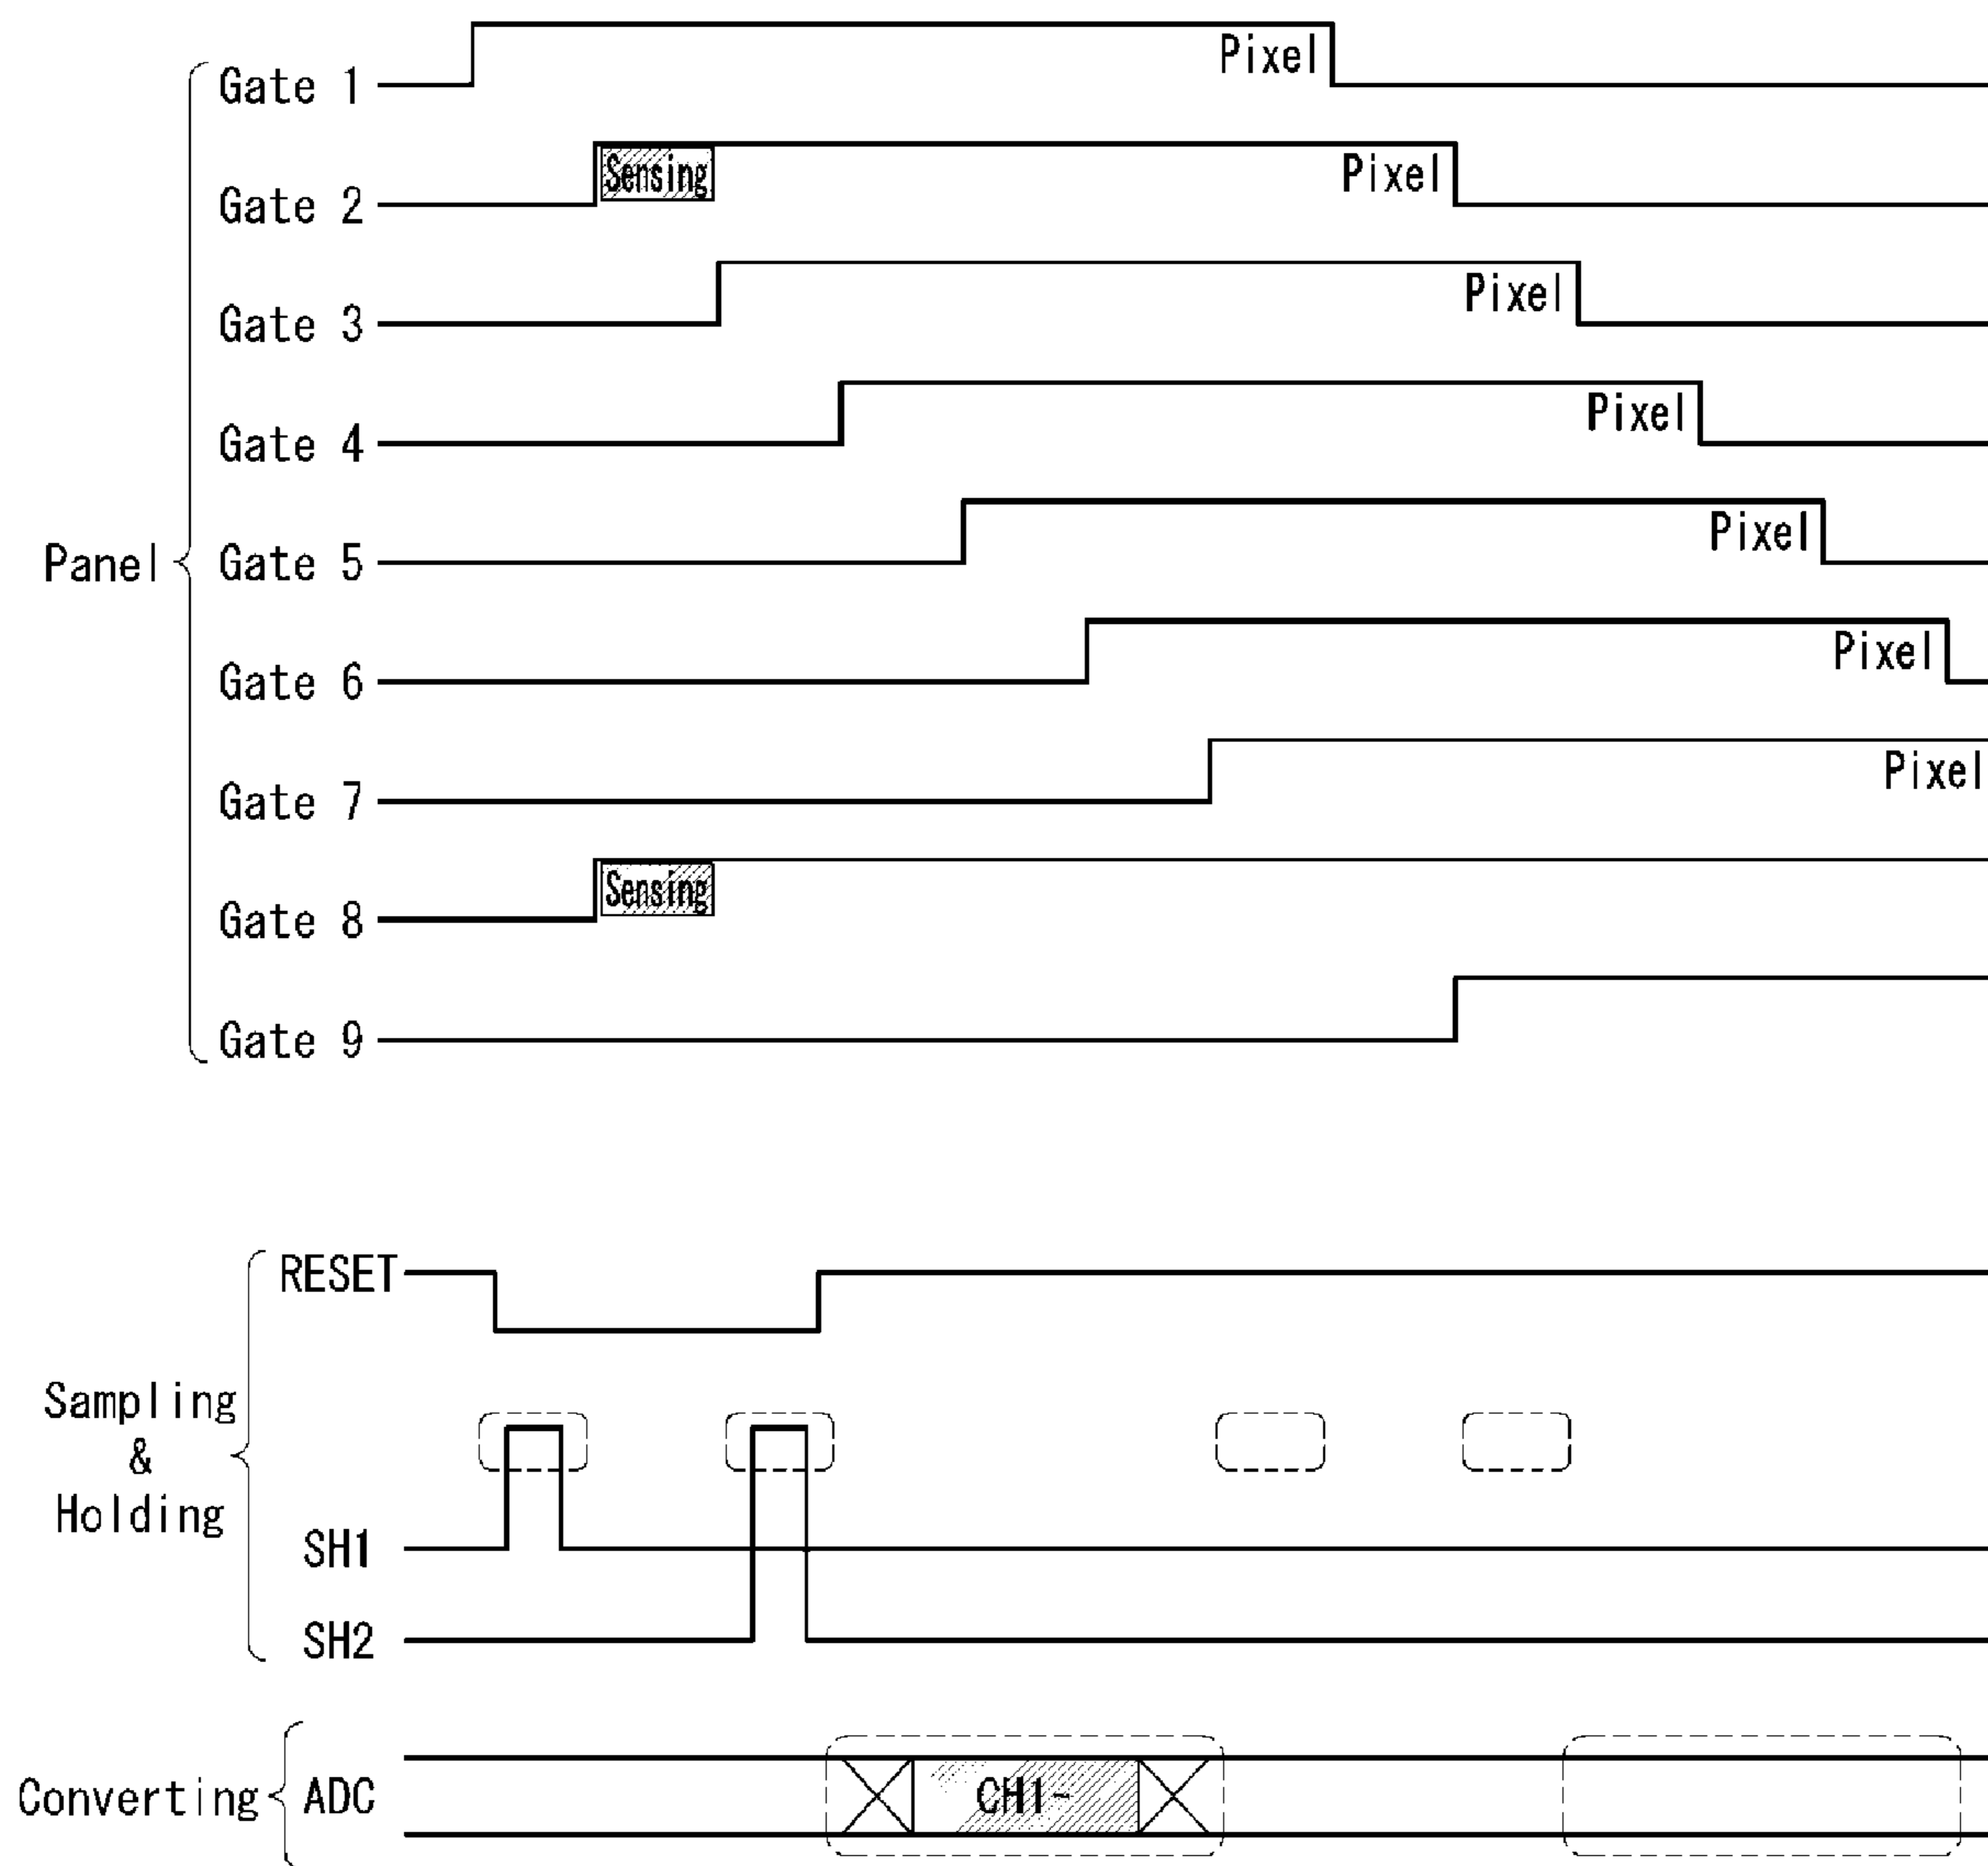 Pixel
Gate 1
Sensing
Pixel
Gate 2
Pixel
Gate 3
Pixel
Gate 4
Pixel
Panel
Gate 5
Pixel
Gate 6
Pixel
Gate 7
Sensing
Gate 8
Gate 9
RESET
Sampling
&
Holding
SH1
SH2
Converting
ADC
CH1~